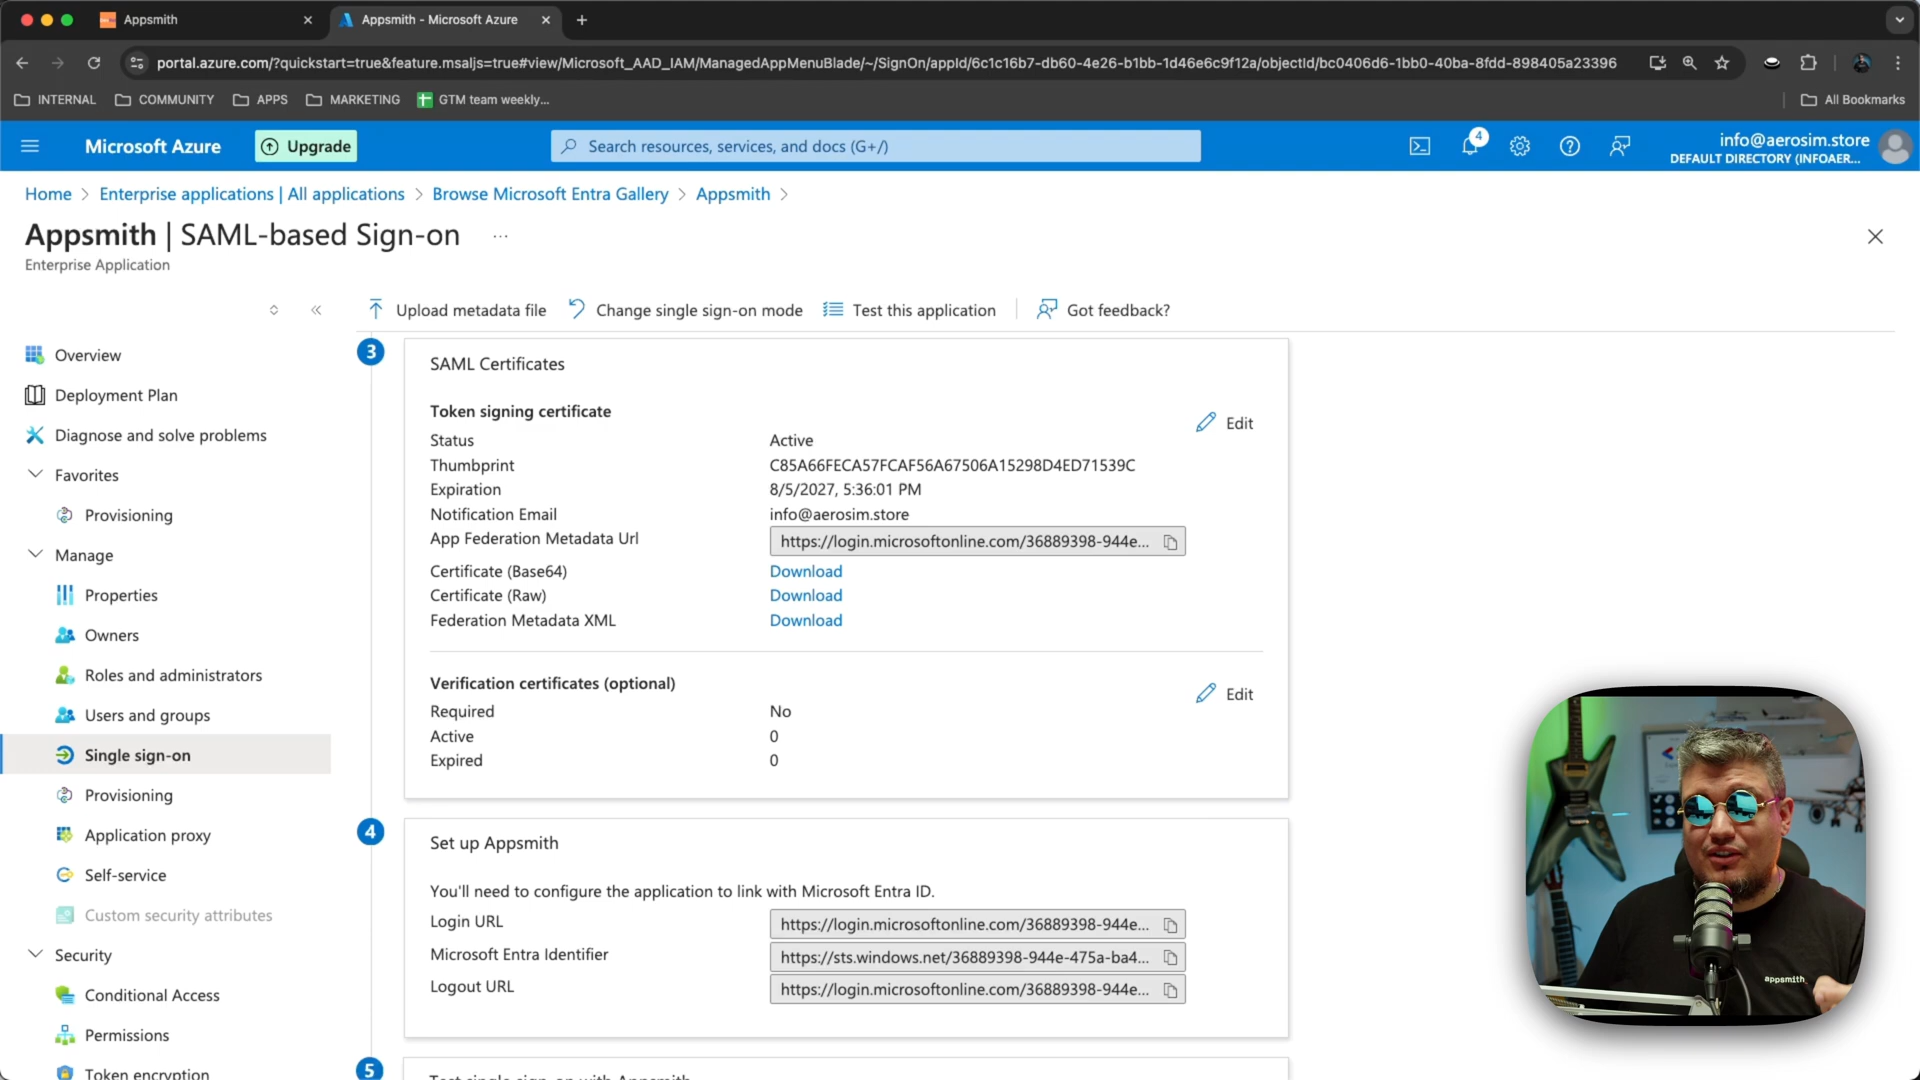 Appsmith
Appsmith - Microsoft Azure
portal.azure.com/?quickstart=true&feature.msaljs=true#view/Microsoft_AAD_IAM/ManagedAppMenuBlade/~/SignOn/appId/6c1c16b7-db60-4e26-b1bb-1d46e6c9f12a/objectId/bc0406d6-1bb0-40ba-8fdd-898405a23396
INTERNAL COMMUNITY APPS MARKETING GTM team weekly... All Bookmarks
Microsoft Azure Upgrade Search resources, services, and docs (G+/) 4 info@aerosim.store
DEFAULT DIRECTORY (INFOAER...
Home > Enterprise applications | All applications > Browse Microsoft Entra Gallery > Appsmith >
Appsmith | SAML-based Sign-on ...
Enterprise Application
Upload metadata file Change single sign-on mode Test this application Got feedback?
Overview
Deployment Plan
Diagnose and solve problems
Favorites
Provisioning
Manage
Properties
Owners
Roles and administrators
Users and groups
Single sign-on
Provisioning
Application proxy
Self-service
Custom security attributes
Security
Conditional Access
Permissions
Token encryption
3
SAML Certificates
Token signing certificate
Edit
Status Active
Thumbprint C85A66FECA57FCAF56A67506A15298D4ED71539C
Expiration 8/5/2027, 5:36:01 PM
Notification Email info@aerosim.store
App Federation Metadata Url https://login.microsoftonline.com/36889398-944e...
Certificate (Base64) Download
Certificate (Raw) Download
Federation Metadata XML Download
Verification certificates (optional)
Edit
Required No
Active 0
Expired 0
4
Set up Appsmith
You'll need to configure the application to link with Microsoft Entra ID.
Login URL https://login.microsoftonline.com/36889398-944e...
Microsoft Entra Identifier https://sts.windows.net/36889398-944e-475a-ba4...
Logout URL https://login.microsoftonline.com/36889398-944e...
5
Test single sign-on with Appsmith
appsmith